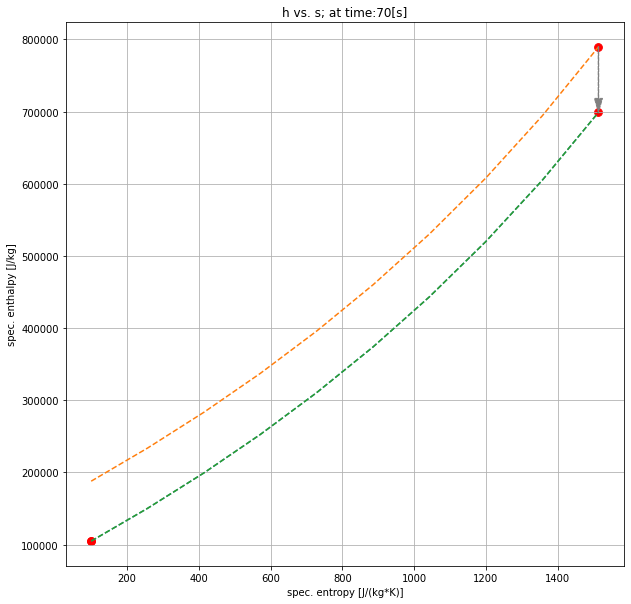 h vs. s; at time:70[s]
800000
700000
600000
500000
400000
300000
200000
100000
spec. enthalpy [J/kg]
200 400 600 800 1000 1200 1400
spec. entropy [J/(kg*K)]